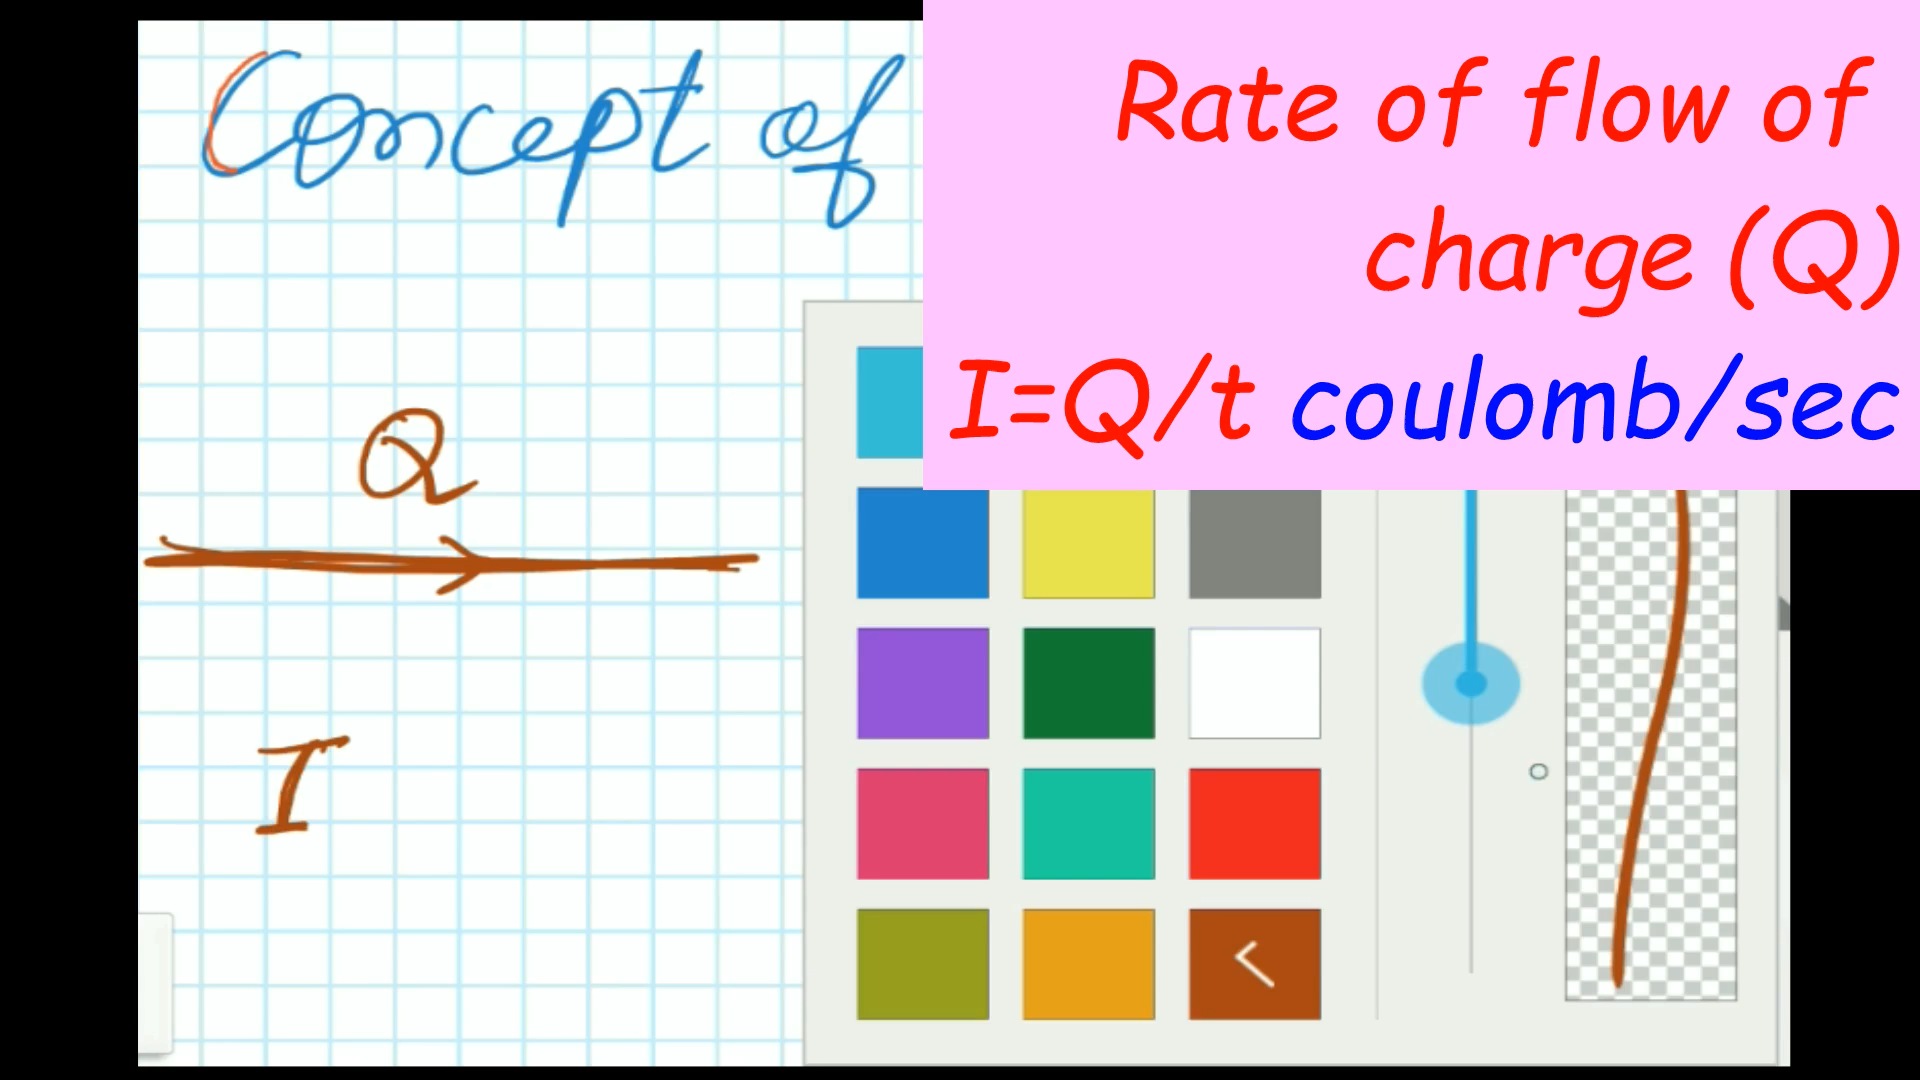 Concept of
Rate of flow of
charge (Q)
I=Q/t coulomb/sec
Q
I